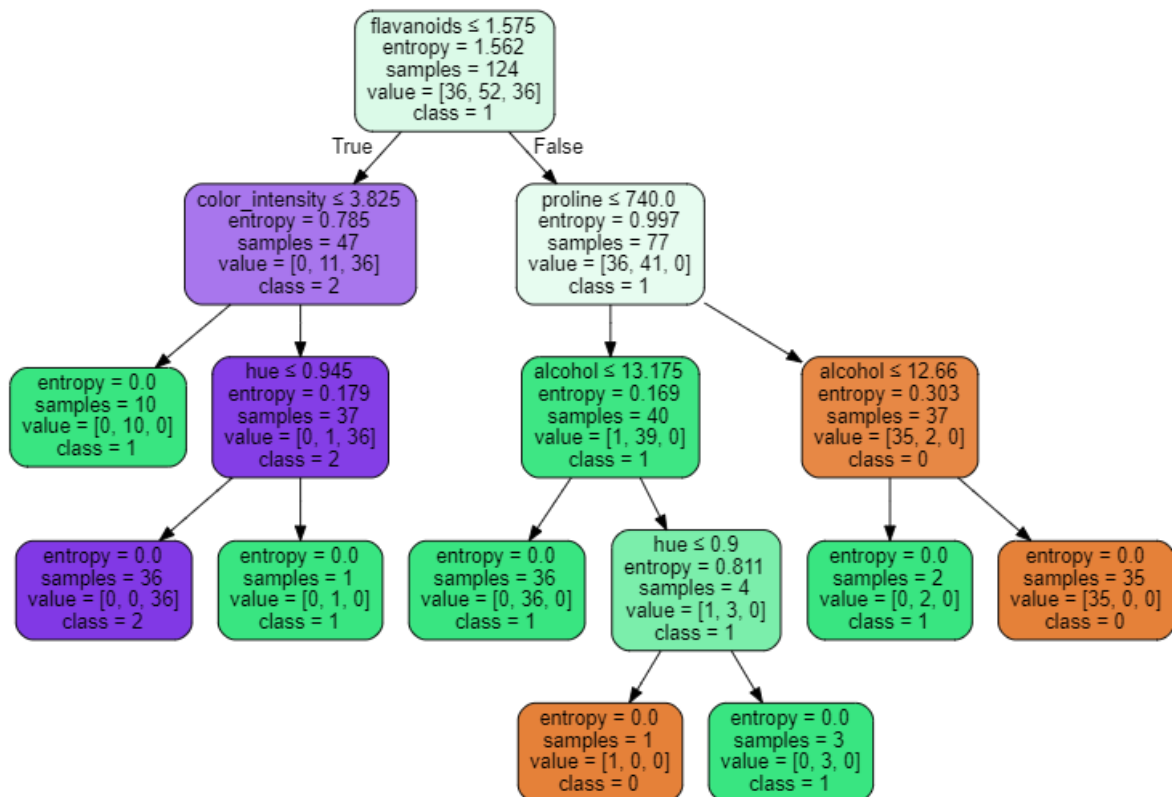 flavanoids ≤ 1.575
entropy = 1.562
samples = 124
value = [36, 52, 36]
class = 1
True
False
color_intensity ≤ 3.825
entropy = 0.785
samples = 47
value = [0, 11, 36]
class = 2
proline ≤ 740.0
entropy = 0.997
samples = 77
value = [36, 41, 0]
class = 1
entropy = 0.0
samples = 10
value = [0, 10, 0]
class = 1
hue ≤ 0.945
entropy = 0.179
samples = 37
value = [0, 1, 36]
class = 2
alcohol ≤ 13.175
entropy = 0.169
samples = 40
value = [1, 39, 0]
class = 1
alcohol ≤ 12.66
entropy = 0.303
samples = 37
value = [35, 2, 0]
class = 0
entropy = 0.0
samples = 36
value = [0, 0, 36]
class = 2
entropy = 0.0
samples = 1
value = [0, 1, 0]
class = 1
entropy = 0.0
samples = 36
value = [0, 36, 0]
class = 1
hue ≤ 0.9
entropy = 0.811
samples = 4
value = [1, 3, 0]
class = 1
entropy = 0.0
samples = 2
value = [0, 2, 0]
class = 1
entropy = 0.0
samples = 35
value = [35, 0, 0]
class = 0
entropy = 0.0
samples = 1
value = [1, 0, 0]
class = 0
entropy = 0.0
samples = 3
value = [0, 3, 0]
class = 1